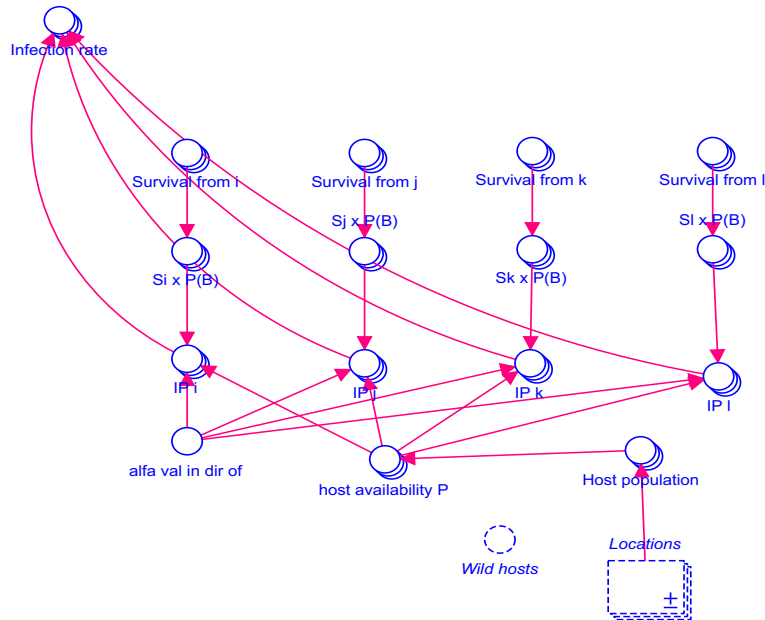 Infection rate
Survival from i
Survival from j
Survival from k
Survival from l
Sj x P(B)
Sl x P(B)
Si x P(B)
Sk x P(B)
IP i
IP j
IP k
IP l
alfa val in dir of
host availability P
Host population
Wild hosts
Locations
±